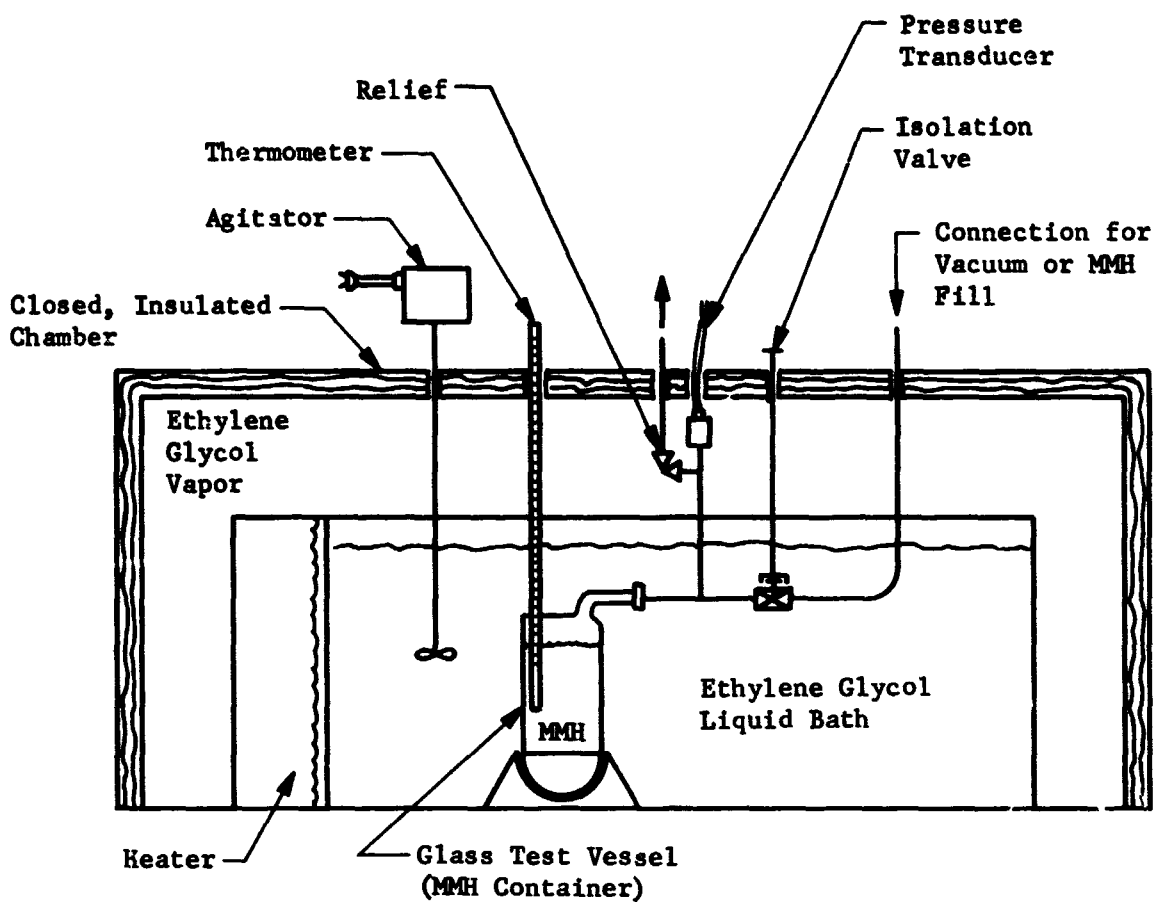 Pressure
Transducer
Relief
Isolation
Valve
Thermometer
Agitator
Connection for
Vacuum or MMH
Fill
Closed, Insulated
Chamber
Ethylene
Glycol
Vapor
Ethylene Glycol
Liquid Bath
MMH
Heater
Glass Test Vessel
(MMH Container)